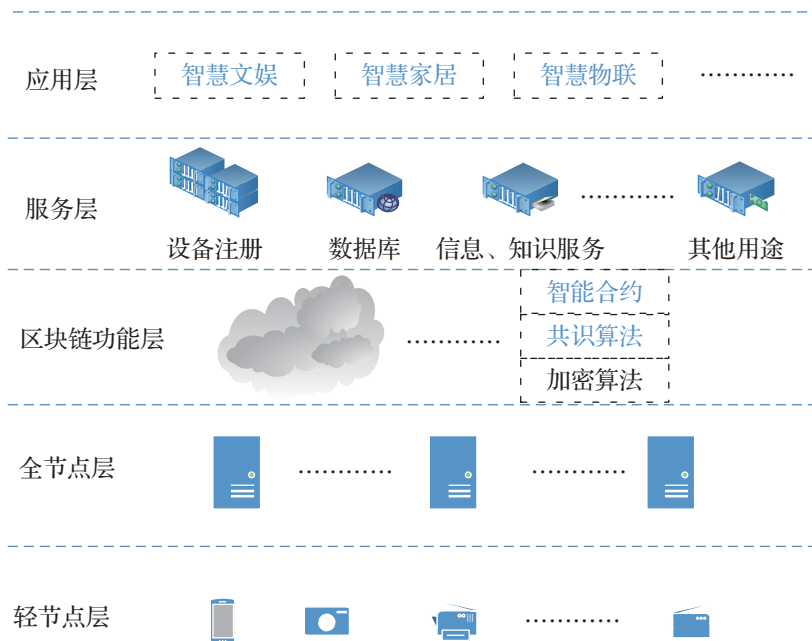 应用层 智慧文娱 智慧家居 智慧物联 …………
服务层 …………
设备注册 数据库 信息、知识服务 其他用途
智能合约
区块链功能层 ………… 共识算法
加密算法
全节点层 ………… …………
轻节点层 …………